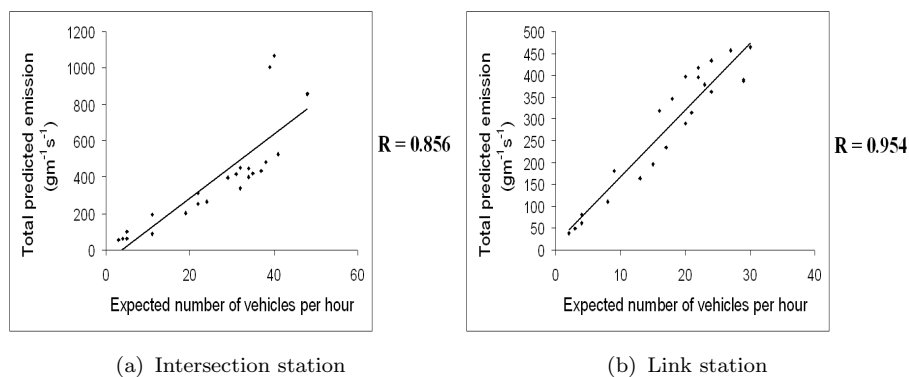 1200
1000
800
600
400
200
0
0 20 40 60
Total predicted emission
(gm⁻¹s⁻¹)
Expected number of vehicles per hour
R = 0.856
(a) Intersection station
500
450
400
350
300
250
200
150
100
50
0
0 10 20 30 40
Total predicted emission
(gm⁻¹s⁻¹)
Expected number of vehicles per hour
R = 0.954
(b) Link station